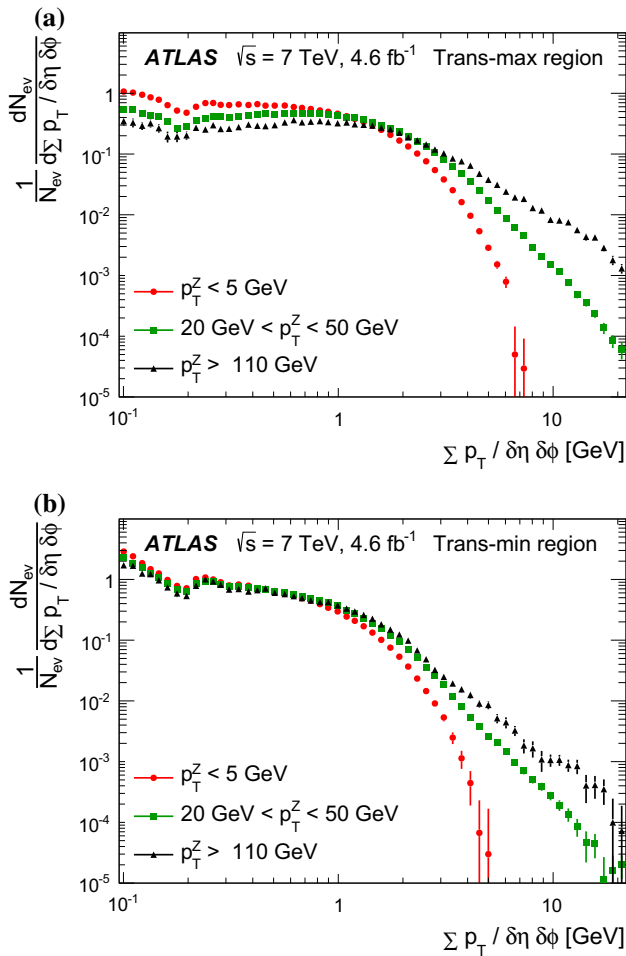 (a)
ATLAS √s = 7 TeV, 4.6 fb⁻¹ Trans-max region
1/N_ev dN_ev/d∑ p_T / δη δφ
1
10⁻¹
10⁻²
10⁻³
10⁻⁴
10⁻⁵
p_T^Z < 5 GeV
20 GeV < p_T^Z < 50 GeV
p_T^Z > 110 GeV
10⁻¹ 1 10
∑ p_T / δη δφ [GeV]
(b)
ATLAS √s = 7 TeV, 4.6 fb⁻¹ Trans-min region
1/N_ev dN_ev/d∑ p_T / δη δφ
1
10⁻¹
10⁻²
10⁻³
10⁻⁴
10⁻⁵
p_T^Z < 5 GeV
20 GeV < p_T^Z < 50 GeV
p_T^Z > 110 GeV
10⁻¹ 1 10
∑ p_T / δη δφ [GeV]